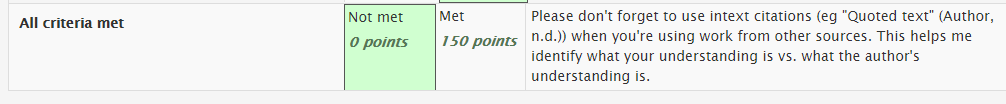 All criteria met
Not met
0 points
Met
150 points
Please don't forget to use intext citations (eg "Quoted text" (Author,
n.d.)) when you're using work from other sources. This helps me
identify what your understanding is vs. what the author's
understanding is.